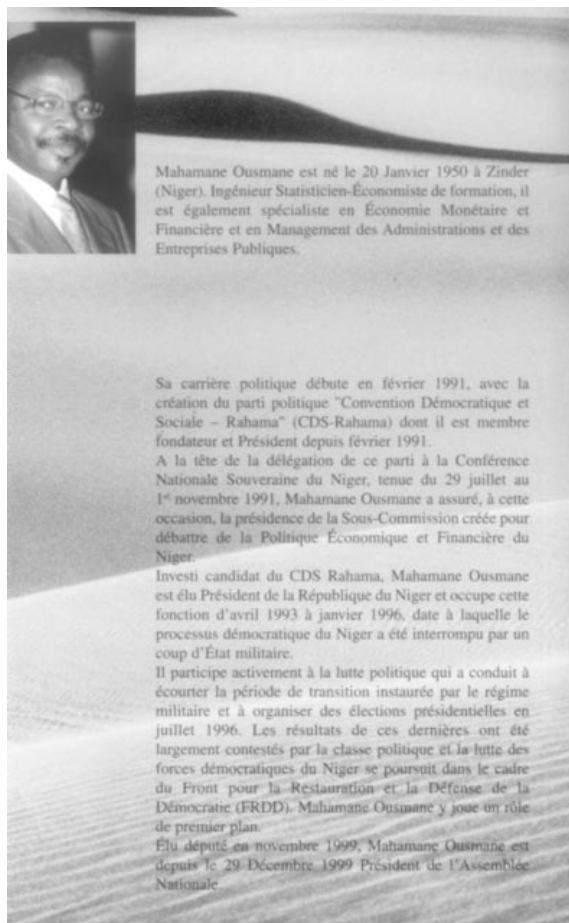 Mahamane Ousmane est né le 20 Janvier 1950 à Zinder
(Niger). Ingénieur Statisticien-Économiste de formation, il
est également spécialiste en Économie Monétaire et
Financière et en Management des Administrations et des
Entreprises Publiques.
Sa carrière politique débute en février 1991, avec la
création du parti politique "Convention Démocratique et
Sociale – Rahama" (CDS-Rahama) dont il est membre
fondateur et Président depuis février 1991.
A la tête de la délégation de ce parti à la Conférence
Nationale Souveraine du Niger, tenue du 29 juillet au
1er novembre 1991, Mahamane Ousmane a assuré, à cette
occasion, la présidence de la Sous-Commission créée pour
débattre de la Politique Économique et Financière du
Niger.
Investi candidat du CDS Rahama, Mahamane Ousmane
est élu Président de la République du Niger et occupe cette
fonction d'avril 1993 à janvier 1996, date à laquelle le
processus démocratique du Niger a été interrompu par un
coup d'État militaire.
Il participe activement à la lutte politique qui a conduit à
écourter la période de transition instaurée par le régime
militaire et à organiser des élections présidentielles en
juillet 1996. Les résultats de ces dernières ont été
largement contestés par la classe politique et la lutte des
forces démocratiques du Niger se poursuit dans le cadre
du Front pour la Restauration et la Défense de la
Démocratie (FRDD). Mahamane Ousmane y joue un rôle
de premier plan.
Élu député en novembre 1999, Mahamane Ousmane est
depuis le 29 Décembre 1999 Président de l'Assemblée
Nationale.